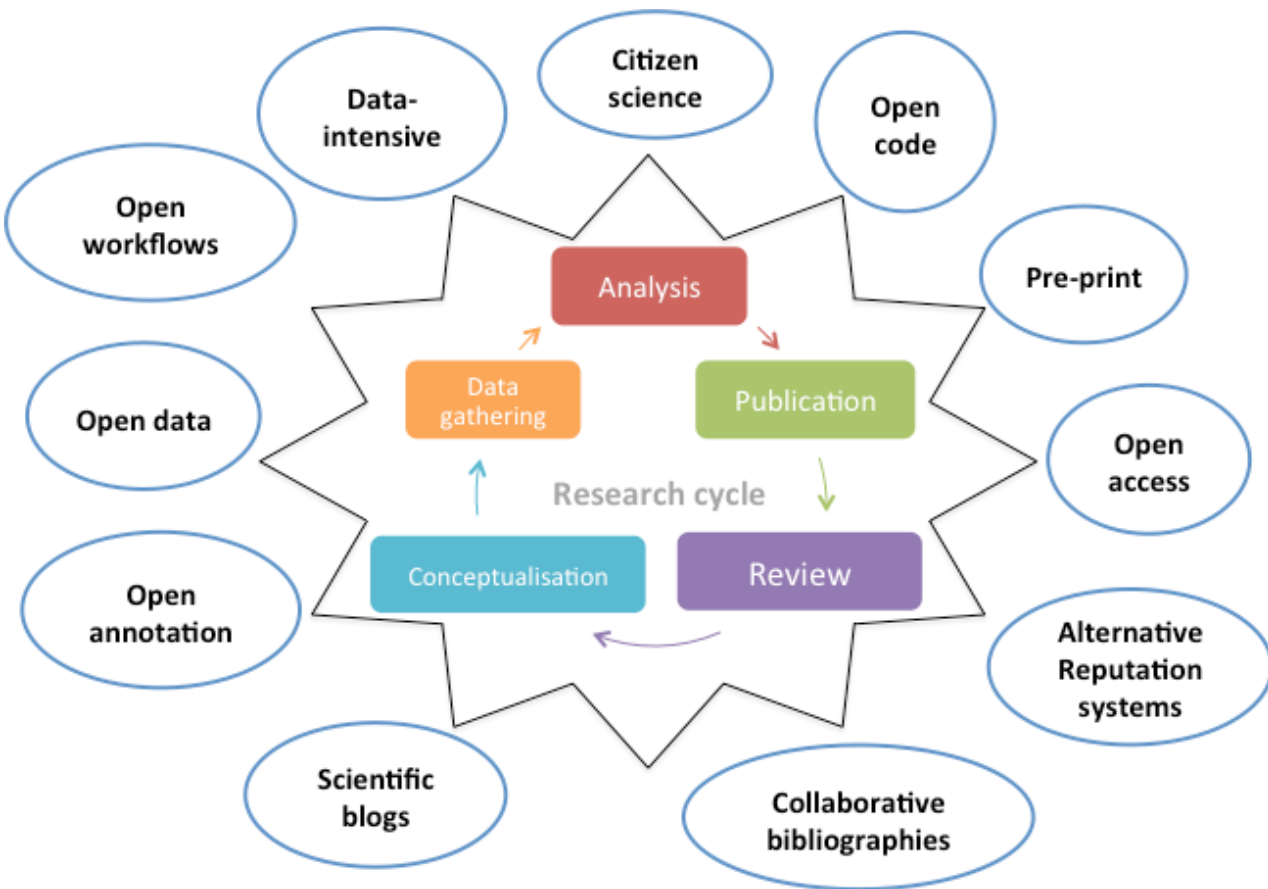 Citizen
science
Data-
intensive
Open
code
Open
workflows
Pre-print
Analysis
Data
gathering
Publication
Open data
Open
access
Research cycle
Conceptualisation
Review
Open
annotation
Alternative
Reputation
systems
Scientific
blogs
Collaborative
bibliographies